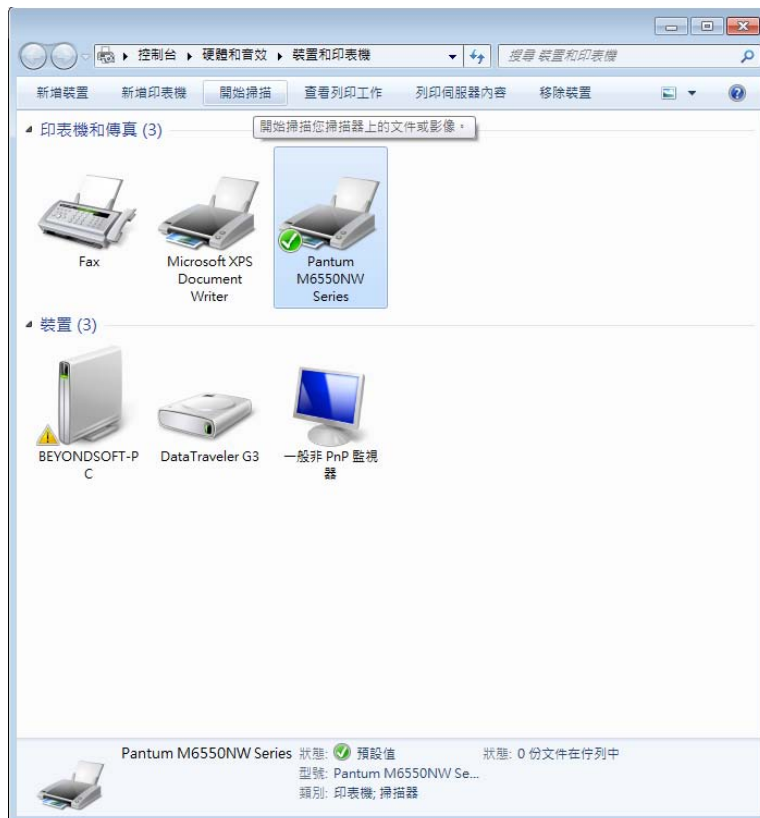 控制台 硬體和音效 裝置和印表機 搜尋 裝置和印表機
新增裝置 新增印表機 開始掃描 查看列印工作 列印伺服器內容 移除裝置
印表機和傳真 (3)
開始掃描您掃描器上的文件或影像。
Fax
Microsoft XPS
Document
Writer
Pantum
M6550NW
Series
裝置 (3)
BEYONDSOFT-P
C
DataTraveler G3
一般非 PnP 監視
器
Pantum M6550NW Series 狀態: 預設值 狀態: 0 份文件在佇列中
型號: Pantum M6550NW Se...
類別: 印表機; 掃描器